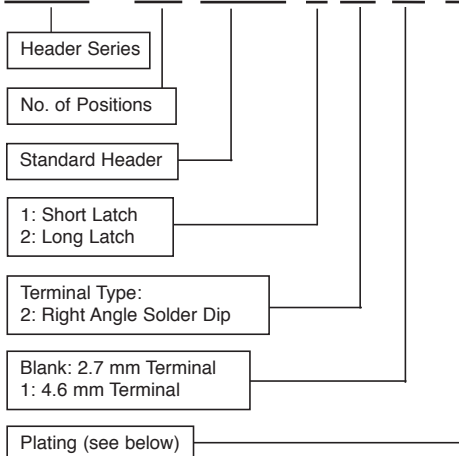 Header Series
No. of Positions
Standard Header
1: Short Latch
2: Long Latch
Terminal Type:
2: Right Angle Solder Dip
Blank: 2.7 mm Terminal
1: 4.6 mm Terminal
Plating (see below)